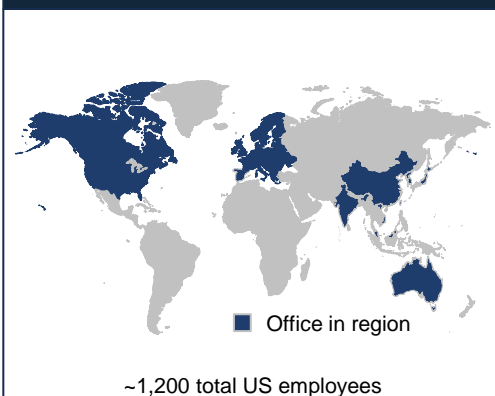 Office in region
~1,200 total US employees